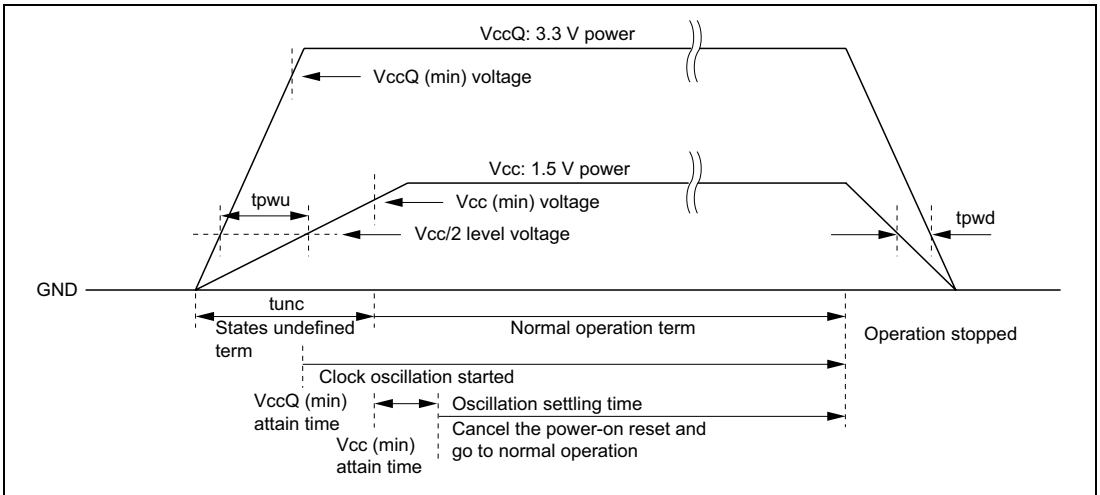 VccQ: 3.3 V power
VccQ (min) voltage
Vcc: 1.5 V power
tpwu
Vcc (min) voltage
Vcc/2 level voltage
tpwd
GND
tunc
States undefined
term
Normal operation term
Operation stopped
Clock oscillation started
VccQ (min)
attain time
Oscillation settling time
Cancel the power-on reset and
go to normal operation
Vcc (min)
attain time